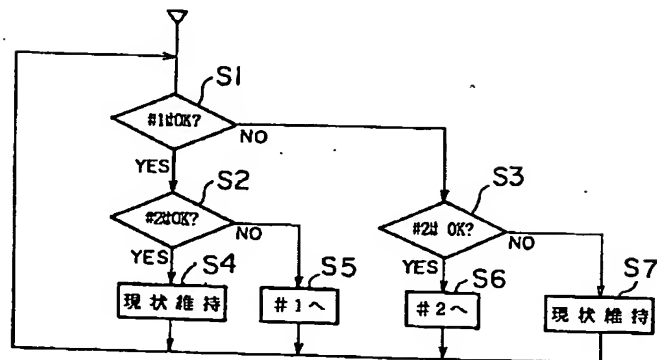 S1
#1はOK?
NO
YES
S2
#2はOK?
NO
YES
S3
#2は OK?
NO
YES
S4
現状維持
S5
#1へ
S6
#2へ
S7
現状維持